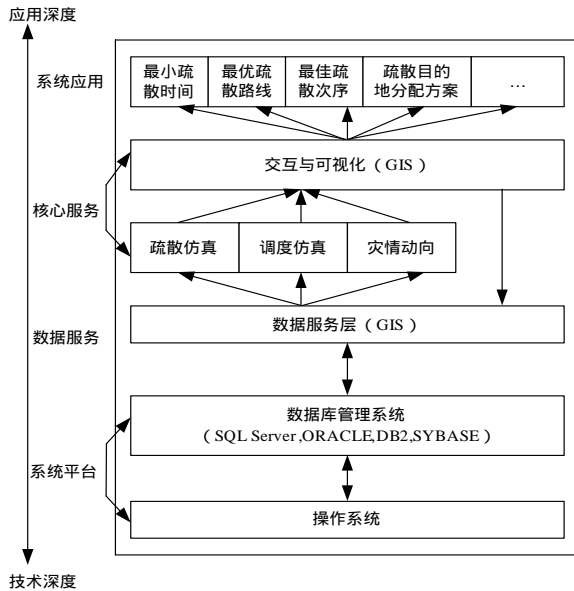 应用深度
系统应用
最小疏
散时间
最优疏
散路线
最佳疏
散次序
疏散目的
地分配方案
…
交互与可视化（GIS）
核心服务
疏散仿真
调度仿真
灾情动向
数据服务
数据服务层（GIS）
数据库管理系统
（SQL Server,ORACLE,DB2,SYBASE）
系统平台
操作系统
技术深度